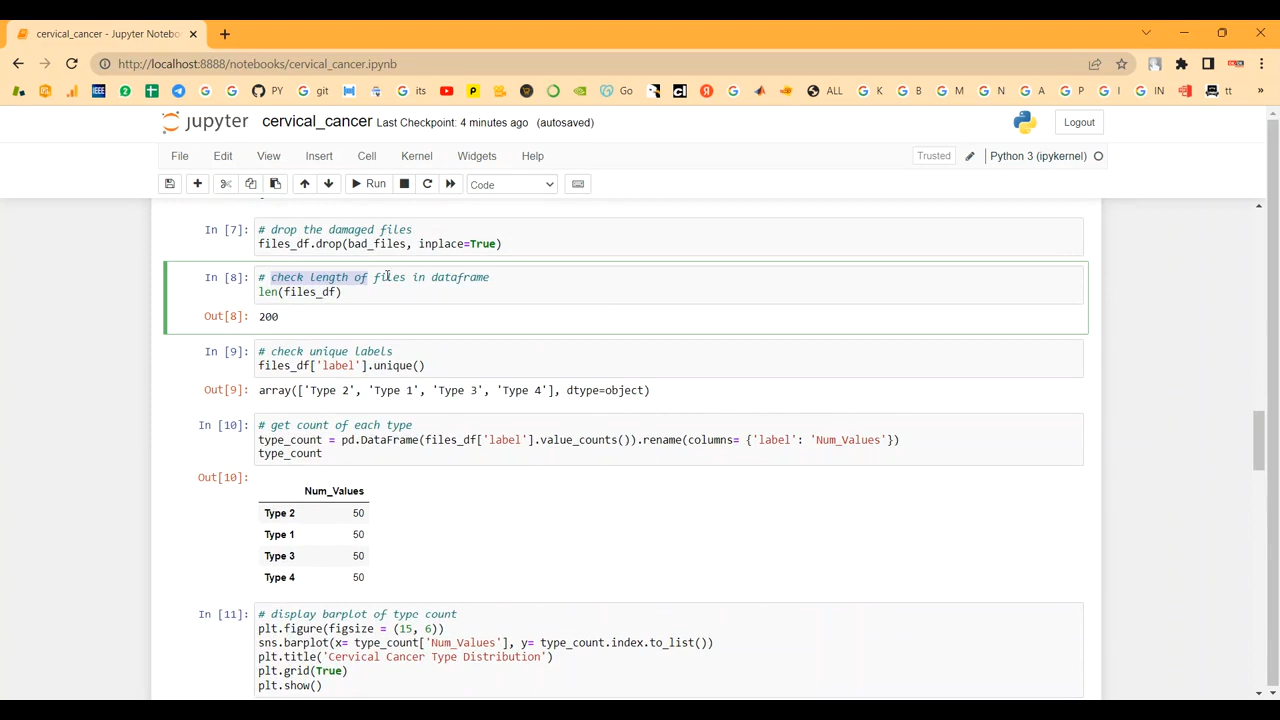 cervical_cancer - Jupyter Notebo
http://localhost:8888/notebooks/cervical_cancer.ipynb
PY
git
its
Go
ALL
K
B
M
N
A
P
I
IN
tt
jupyter cervical_cancer Last Checkpoint: 4 minutes ago (autosaved)
Logout
File Edit View Insert Cell Kernel Widgets Help
Trusted
Python 3 (ipykernel)
Run
Code
In [7]: # drop the damaged files
files_df.drop(bad_files, inplace=True)
In [8]: # check length of files in dataframe
len(files_df)
Out[8]: 200
In [9]: # check unique labels
files_df['label'].unique()
Out[9]: array(['Type 2', 'Type 1', 'Type 3', 'Type 4'], dtype=object)
In [10]: # get count of each type
type_count = pd.DataFrame(files_df['label'].value_counts()).rename(columns= {'label': 'Num_Values'})
type_count
Out[10]:
Num_Values
Type 2 50
Type 1 50
Type 3 50
Type 4 50
In [11]: # display barplot of type count
plt.figure(figsize = (15, 6))
sns.barplot(x= type_count['Num_Values'], y= type_count.index.to_list())
plt.title('Cervical Cancer Type Distribution')
plt.grid(True)
plt.show()